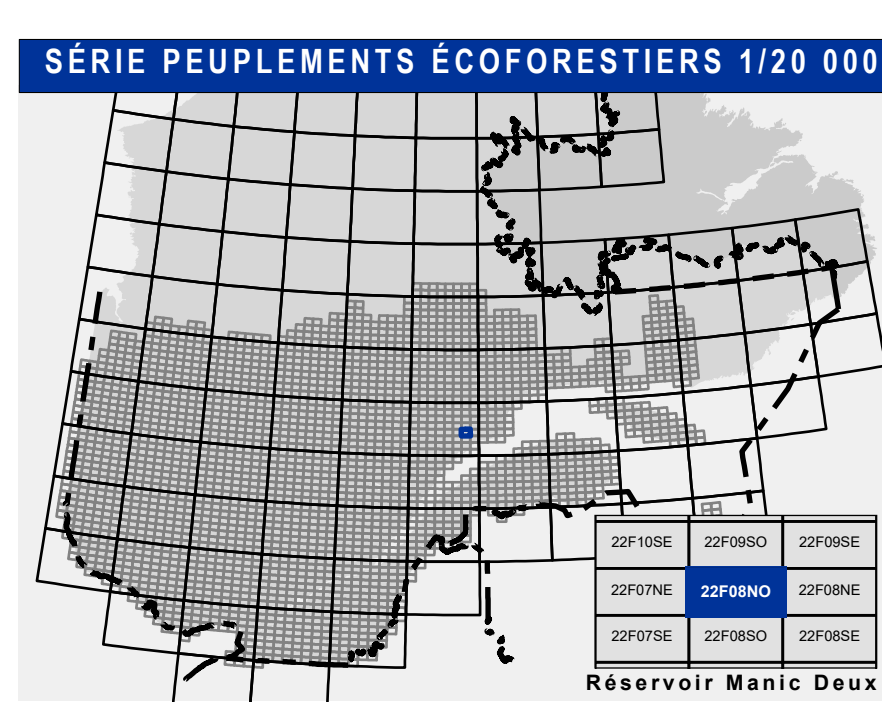 SÉRIE PEUPLEMENTS ÉCOFORESTIERS 1/20 000
22F10SE 22F09SO 22F09SE
22F07NE 22F08NO 22F08NE
22F07SE 22F08SO 22F08SE
Réservoir Manic Deux